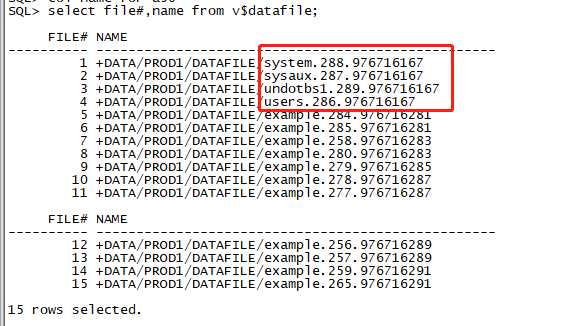 SQL> select file#,name from v$datafile;
     FILE# NAME
---------- --------------------------------------------------
         1 +DATA/PROD1/DATAFILE/system.288.976716167
         2 +DATA/PROD1/DATAFILE/sysaux.287.976716167
         3 +DATA/PROD1/DATAFILE/undotbs1.289.976716167
         4 +DATA/PROD1/DATAFILE/users.286.976716167
         5 +DATA/PROD1/DATAFILE/example.284.976716281
         6 +DATA/PROD1/DATAFILE/example.285.976716281
         7 +DATA/PROD1/DATAFILE/example.258.976716283
         8 +DATA/PROD1/DATAFILE/example.280.976716283
         9 +DATA/PROD1/DATAFILE/example.279.976716285
        10 +DATA/PROD1/DATAFILE/example.278.976716287
        11 +DATA/PROD1/DATAFILE/example.277.976716287
     FILE# NAME
---------- --------------------------------------------------
        12 +DATA/PROD1/DATAFILE/example.256.976716289
        13 +DATA/PROD1/DATAFILE/example.257.976716289
        14 +DATA/PROD1/DATAFILE/example.259.976716291
        15 +DATA/PROD1/DATAFILE/example.265.976716291
15 rows selected.